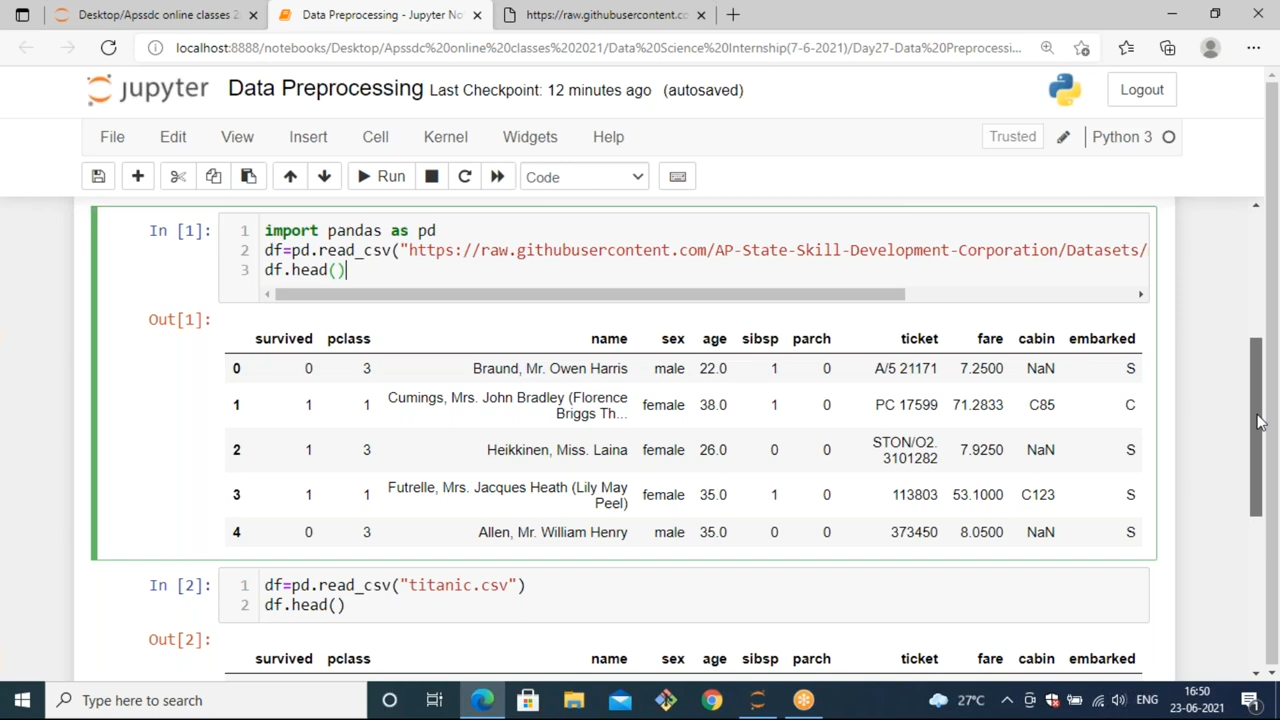 Desktop/Apssdc online classes 2
Data Preprocessing - Jupyter No
https://raw.githubusercontent.co
localhost:8888/notebooks/Desktop/Apssdc%20online%20classes%202021/Data%20Science%20Internship(7-6-2021)/Day27-Data%20Preprocessi...
jupyter Data Preprocessing Last Checkpoint: 12 minutes ago (autosaved)
Logout
File Edit View Insert Cell Kernel Widgets Help
Trusted Python 3
Run Code
In [1]: 1 import pandas as pd
2 df=pd.read_csv("https://raw.githubusercontent.com/AP-State-Skill-Development-Corporation/Datasets/
3 df.head()
Out[1]:
survived pclass name sex age sibsp parch ticket fare cabin embarked
0 0 3 Braund, Mr. Owen Harris male 22.0 1 0 A/5 21171 7.2500 NaN S
1 1 1 Cumings, Mrs. John Bradley (Florence Briggs Th... female 38.0 1 0 PC 17599 71.2833 C85 C
2 1 3 Heikkinen, Miss. Laina female 26.0 0 0 STON/O2. 3101282 7.9250 NaN S
3 1 1 Futrelle, Mrs. Jacques Heath (Lily May Peel) female 35.0 1 0 113803 53.1000 C123 S
4 0 3 Allen, Mr. William Henry male 35.0 0 0 373450 8.0500 NaN S
In [2]: 1 df=pd.read_csv("titanic.csv")
2 df.head()
Out[2]:
survived pclass name sex age sibsp parch ticket fare cabin embarked
Type here to search
27°C
ENG
16:50
23-06-2021
1